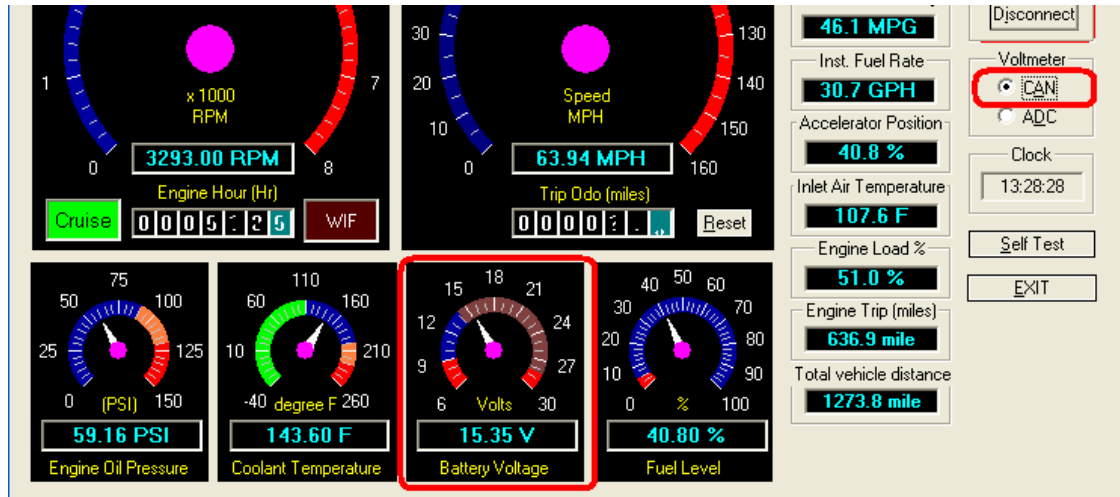 30
130
46.1 MPG
Disconnect
Inst. Fuel Rate
Voltmeter
1
7
20
140
30.7 GPH
CAN
x 1000
RPM
Speed
MPH
ADC
10
150
Accelerator Position
0
3293.00 RPM
8
0
63.94 MPH
160
40.8 %
Clock
Engine Hour (Hr)
Trip Odo (miles)
Inlet Air Temperature
13:28:28
Cruise
WIF
Reset
107.6 F
Engine Load %
Self Test
51.0 %
EXIT
75
50
100
25
125
0
(PSI)
150
59.16 PSI
Engine Oil Pressure
110
60
160
10
210
-40
degree F
260
143.60 F
Coolant Temperature
18
15
21
12
24
9
27
6
Volts
30
15.35 V
Battery Voltage
50
40
60
30
70
20
80
10
90
0
%
100
40.80 %
Fuel Level
Engine Trip (miles)
636.9 mile
Total vehicle distance
1273.8 mile